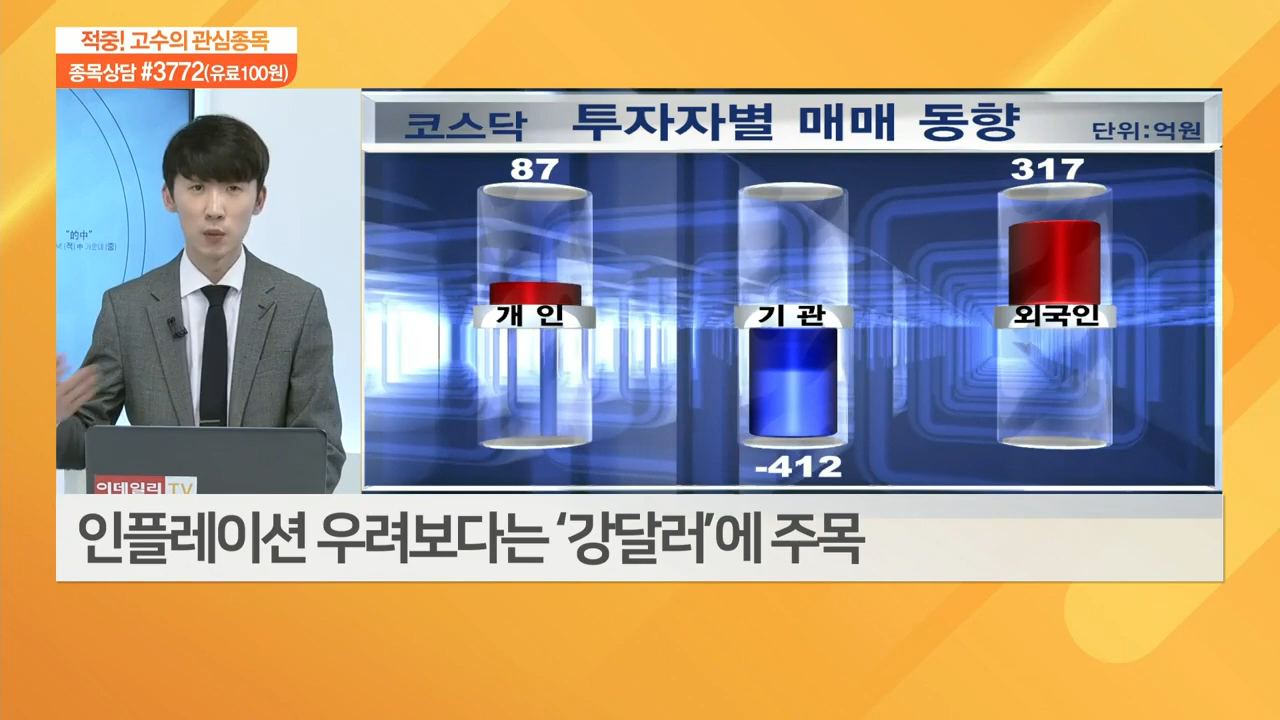 적중! 고수의 관심종목
종목상담 #3772(유료100원)
코스닥 투자자별 매매 동향 단위:억원
87 317
개인 기관 외국인
-412
"的中"
이데일리TV
인플레이션 우려보다는 ‘강달러’에 주목